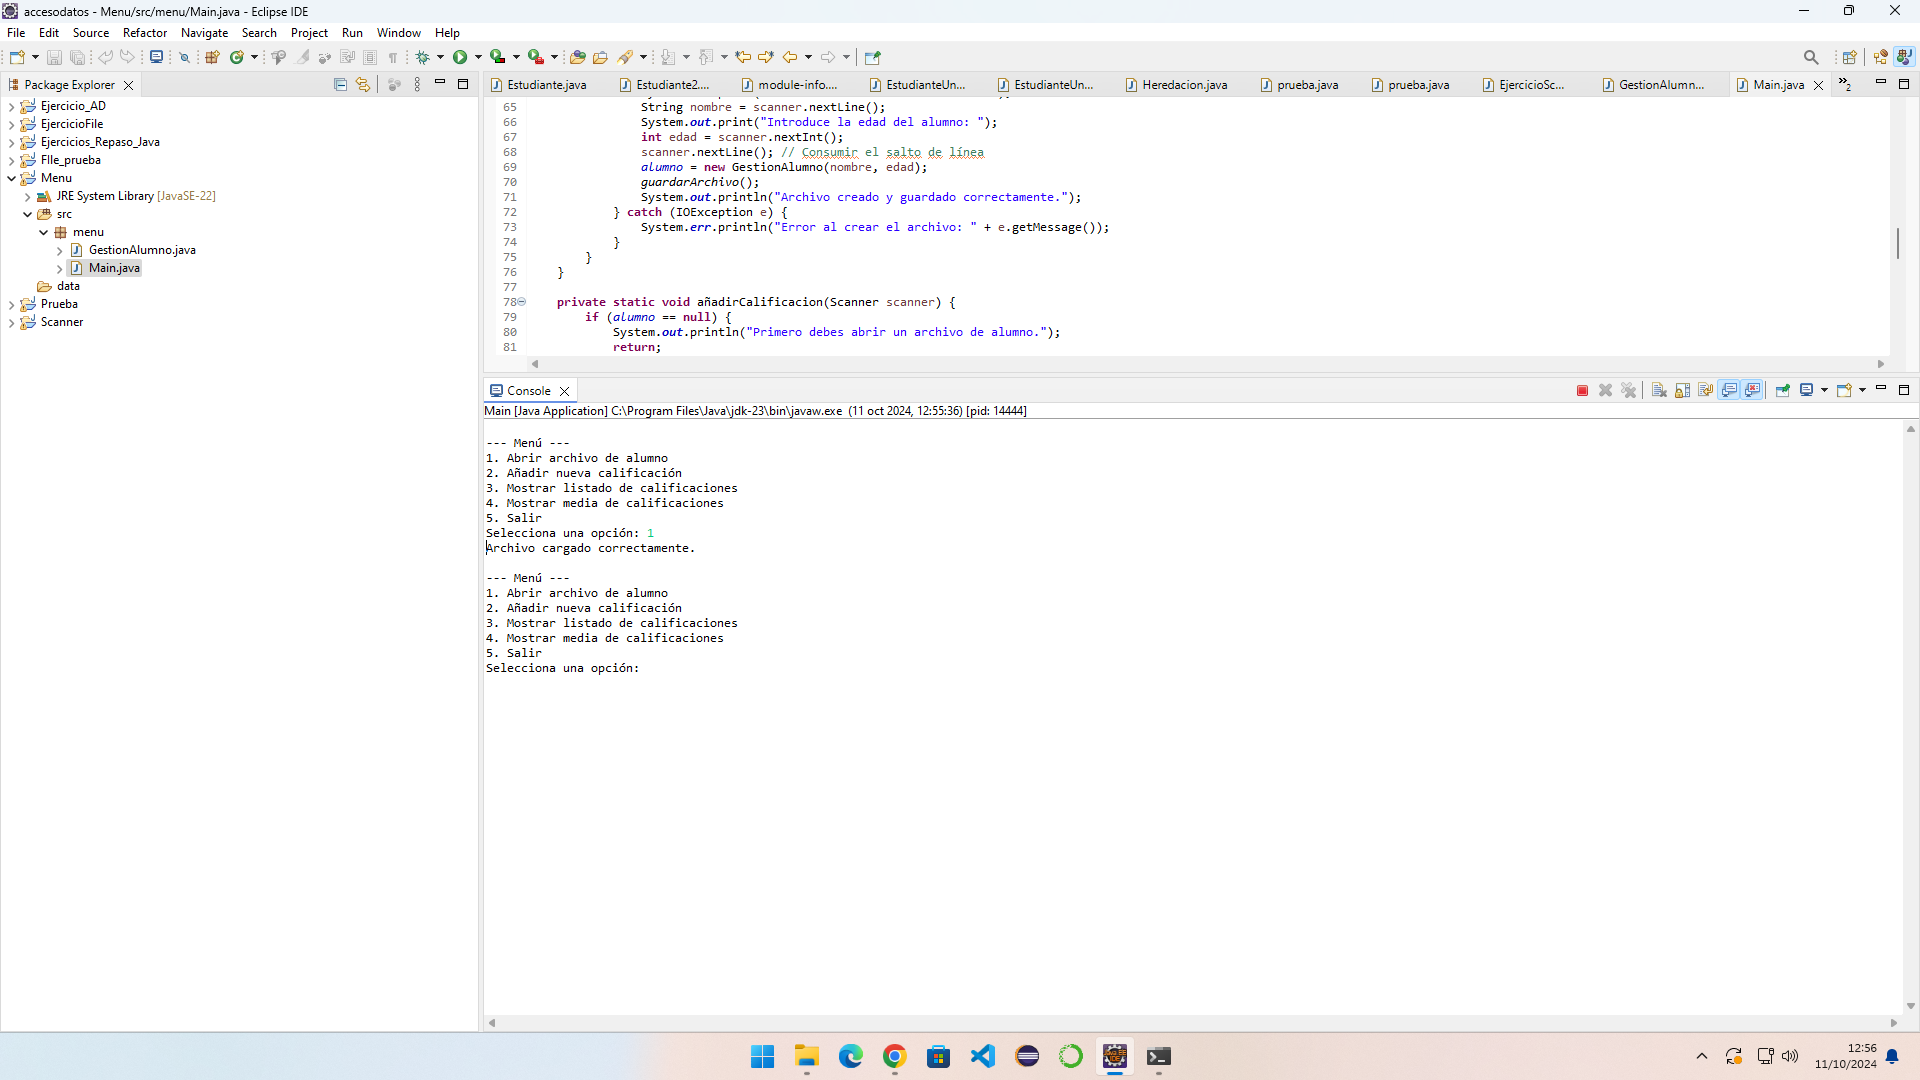 accesodatos - Menu/src/menu/Main.java - Eclipse IDE
File Edit Source Refactor Navigate Search Project Run Window Help
Package Explorer
Ejercicio_AD
EjercicioFile
Ejercicios_Repaso_Java
FIle_prueba
Menu
JRE System Library [JavaSE-22]
src
menu
GestionAlumno.java
Main.java
data
Prueba
Scanner
Estudiante.java Estudiante2.... module-info.... EstudianteUn... EstudianteUn... Heredacion.java prueba.java prueba.java EjercicioSc... GestionAlumn... Main.java »2
65 String nombre = scanner.nextLine();
66 System.out.print("Introduce la edad del alumno: ");
67 int edad = scanner.nextInt();
68 scanner.nextLine(); // Consumir el salto de línea
69 alumno = new GestionAlumno(nombre, edad);
70 guardarArchivo();
71 System.out.println("Archivo creado y guardado correctamente.");
72 } catch (IOException e) {
73 System.err.println("Error al crear el archivo: " + e.getMessage());
74 }
75 }
76 }
77
78 private static void añadirCalificacion(Scanner scanner) {
79 if (alumno == null) {
80 System.out.println("Primero debes abrir un archivo de alumno.");
81 return;
Console
Main [Java Application] C:\Program Files\Java\jdk-23\bin\javaw.exe (11 oct 2024, 12:55:36) [pid: 14444]
--- Menú ---
1. Abrir archivo de alumno
2. Añadir nueva calificación
3. Mostrar listado de calificaciones
4. Mostrar media de calificaciones
5. Salir
Selecciona una opción: 1
Archivo cargado correctamente.
--- Menú ---
1. Abrir archivo de alumno
2. Añadir nueva calificación
3. Mostrar listado de calificaciones
4. Mostrar media de calificaciones
5. Salir
Selecciona una opción:
12:56
11/10/2024